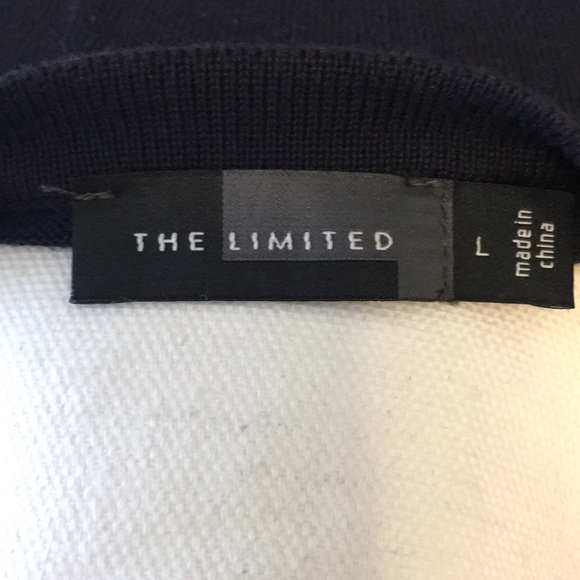 THE LIMITED
L
made in
china